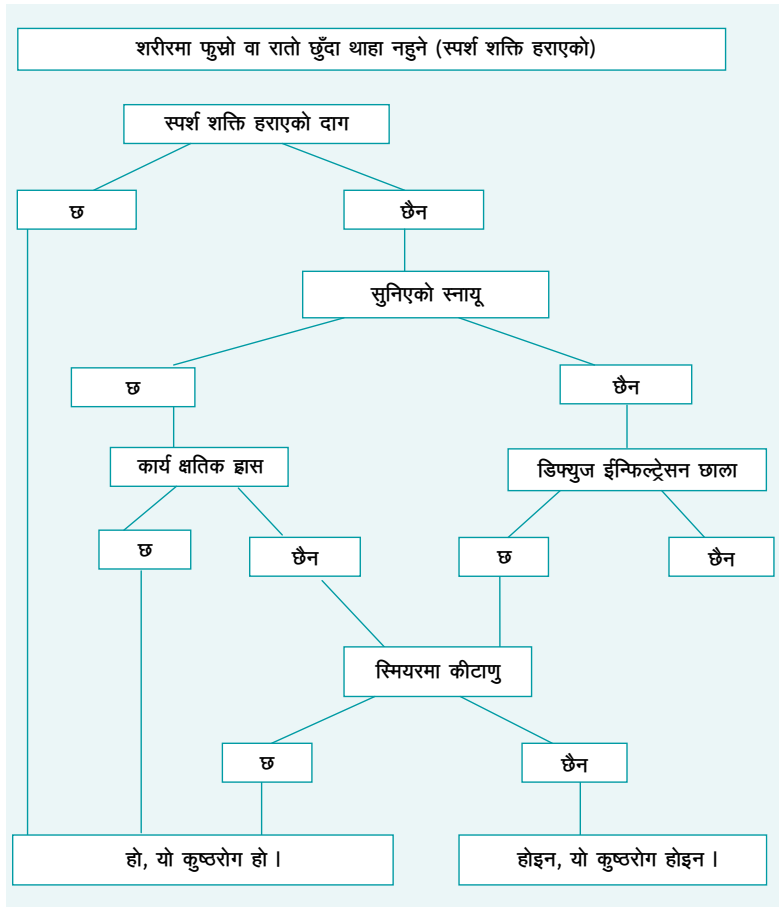 शरीरमा फुस्रो वा रातो छुँदा थाहा नहुने (स्पर्श शक्ति हराएको)
स्पर्श शक्ति हराएको दाग
छ
छैन
सुनिएको स्नायू
छ
छैन
कार्य क्षतिक ह्रास
डिफ्युज ईन्फिल्ट्रेसन छाला
छ
छैन
छ
छैन
स्मियरमा कीटाणु
छ
छैन
हो, यो कुष्ठरोग हो ।
होइन, यो कुष्ठरोग होइन ।